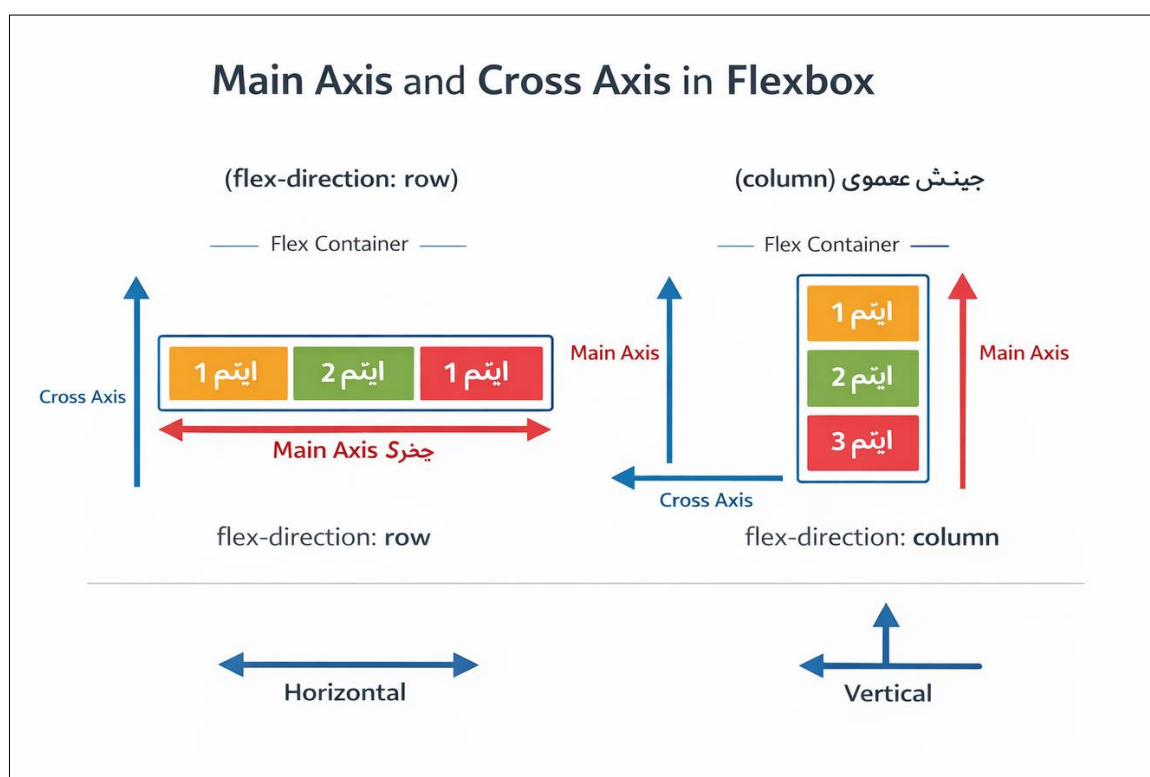 Main Axis and Cross Axis in Flexbox
(flex-direction: row)
جینش ععموی (column)
Flex Container
Flex Container
Cross Axis
ایتم 1
ایتم 2
ایتم 1
Main Axis چخرک
Main Axis
ایتم 1
ایتم 2
ایتم 3
Main Axis
Cross Axis
flex-direction: row
flex-direction: column
Horizontal
Vertical